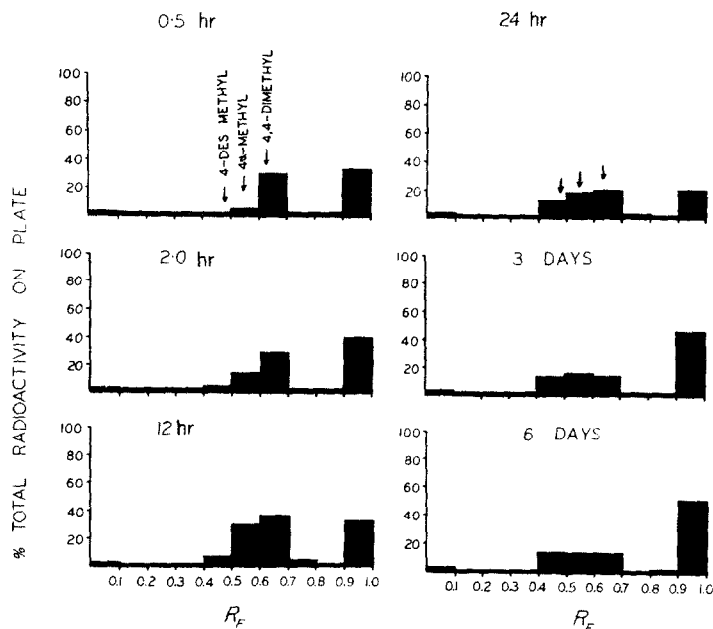 0.5 hr
24 hr
100
80
60
40
20
4-DES METHYL
4α-METHYL
4,4-DIMETHYL
100
80
60
40
20
2.0 hr
3 DAYS
100
80
60
40
20
100
80
60
40
20
12 hr
6 DAYS
100
80
60
40
20
100
80
60
40
20
0.1 0.2 0.3 0.4 0.5 0.6 0.7 0.8 0.9 1.0
0.1 0.2 0.3 0.4 0.5 0.6 0.7 0.8 0.9 1.0
% TOTAL RADIOACTIVITY ON PLATE
RF
RF